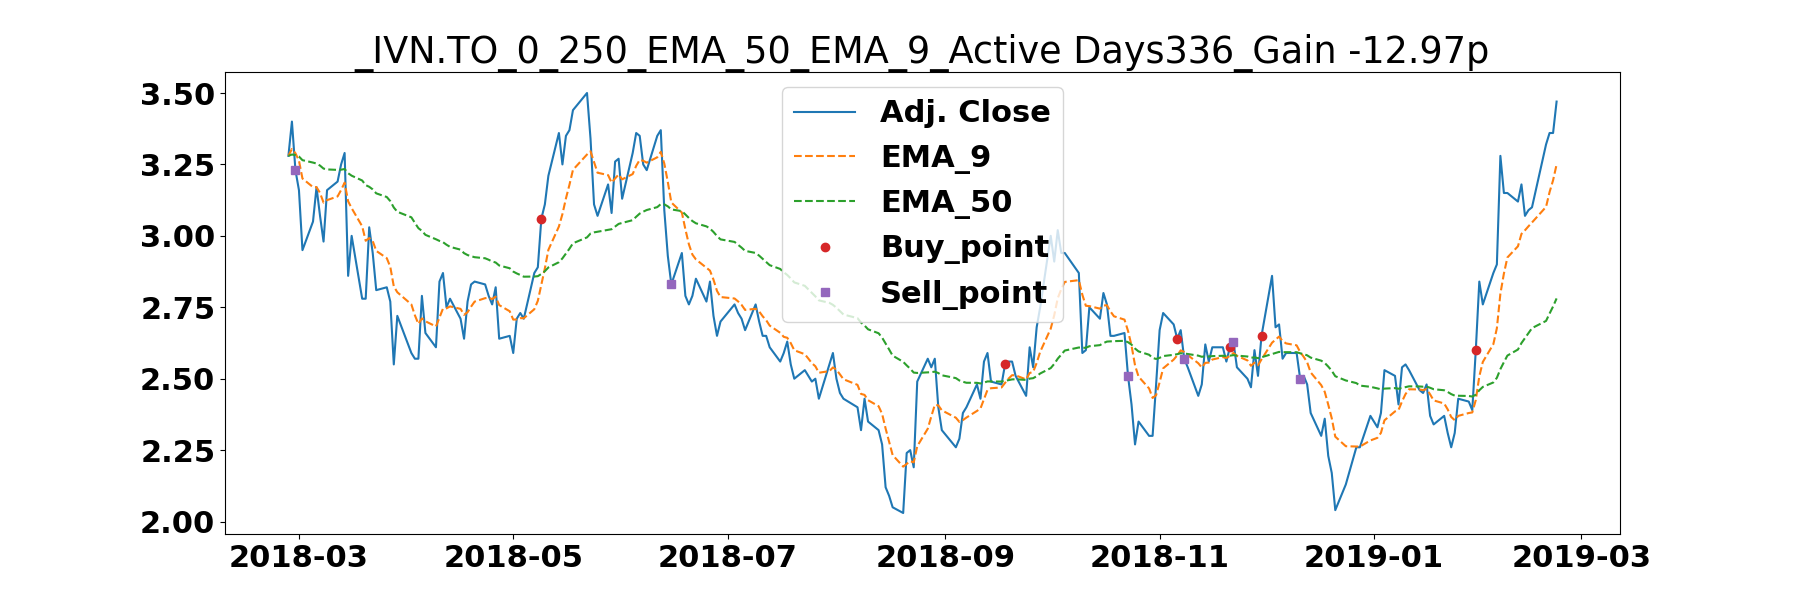 _IVN.TO_0_250_EMA_50_EMA_9_Active Days336_Gain -12.97p
3.50
3.25
3.00
2.75
2.50
2.25
2.00
Adj. Close
EMA_9
EMA_50
Buy_point
Sell_point
2018-03 2018-05 2018-07 2018-09 2018-11 2019-01 2019-03